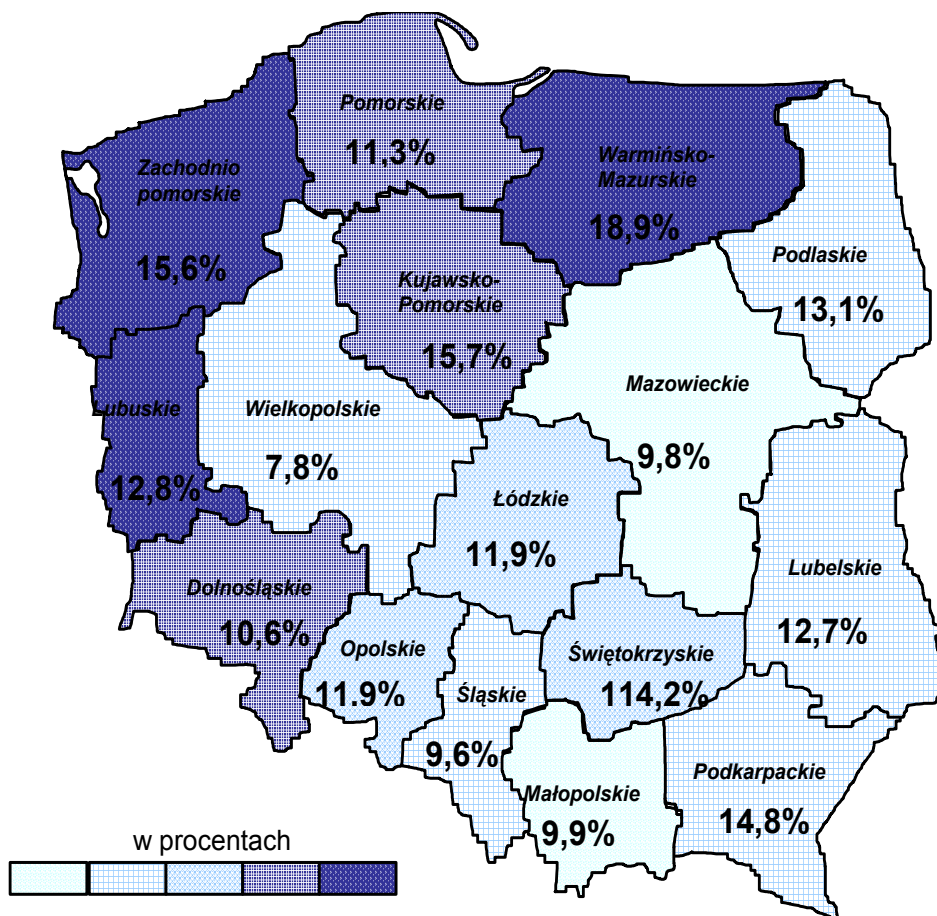 Pomorskie
11,3%
Zachodnio
pomorskie
15,6%
Warmińsko-
Mazurskie
18,9%
Podlaskie
13,1%
Kujawsko-
Pomorskie
15,7%
Mazowieckie
9,8%
Lubuskie
12,8%
Wielkopolskie
7,8%
Łódzkie
11,9%
Lubelskie
12,7%
Dolnośląskie
10,6%
Opolskie
11.9%
Śląskie
9,6%
Świętokrzyskie
114,2%
Małopolskie
9,9%
Podkarpackie
14,8%
w procentach